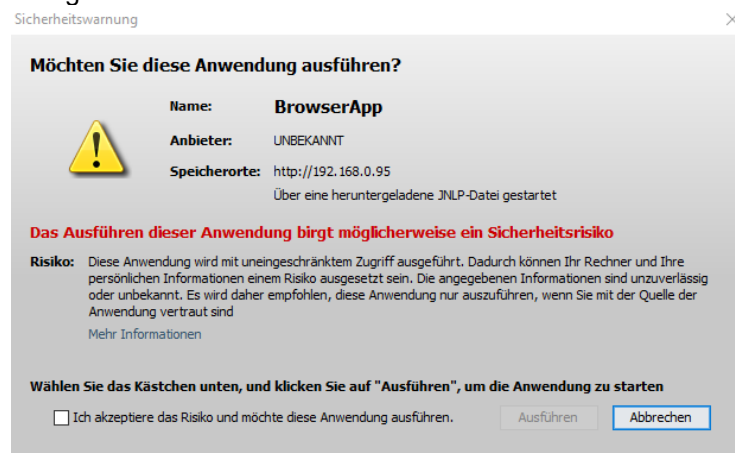 Sicherheitswarnung
Möchten Sie diese Anwendung ausführen?
Name: BrowserApp
Anbieter: UNBEKANNT
Speicherorte: http://192.168.0.95
Über eine heruntergeladene JNLP-Datei gestartet
Das Ausführen dieser Anwendung birgt möglicherweise ein Sicherheitsrisiko
Risiko: Diese Anwendung wird mit uneingeschränktem Zugriff ausgeführt. Dadurch können Ihr Rechner und Ihre
persönlichen Informationen einem Risiko ausgesetzt sein. Die angegebenen Informationen sind unzuverlässig
oder unbekannt. Es wird daher empfohlen, diese Anwendung nur auszuführen, wenn Sie mit der Quelle der
Anwendung vertraut sind
Mehr Informationen
Wählen Sie das Kästchen unten, und klicken Sie auf "Ausführen", um die Anwendung zu starten
Ich akzeptiere das Risiko und möchte diese Anwendung ausführen. Ausführen Abbrechen